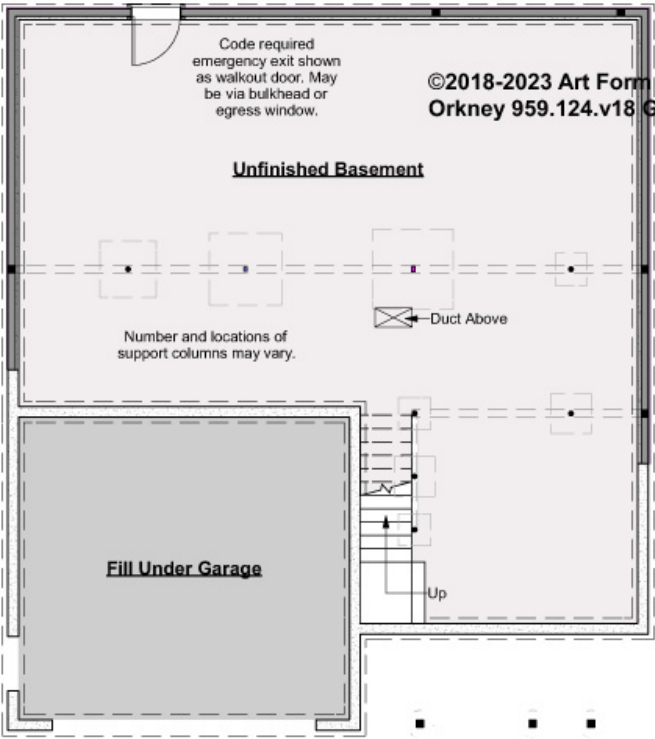 Code required
emergency exit shown
as walkout door. May
be via bulkhead or
egress window.
©2018-2023 Art Form
Orkney 959.124.v18 G
Unfinished Basement
Duct Above
Number and locations of
support columns may vary.
Fill Under Garage
Up